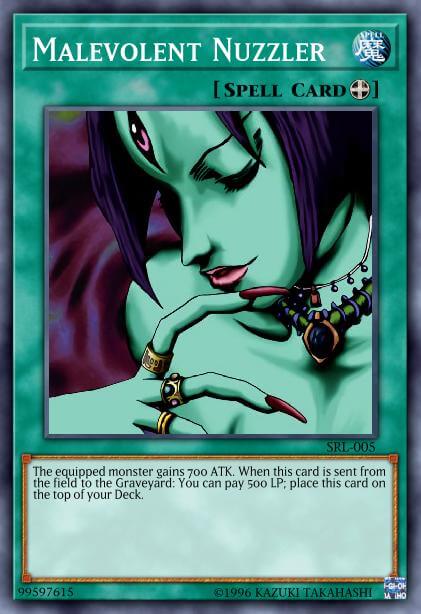 MALEVOLENT NUZZLER
魔
SPELL
[SPELL CARD]
SRL-005
The equipped monster gains 700 ATK. When this card is sent from
the field to the Graveyard: You can pay 500 LP; place this card on
the top of your Deck.
99597615
©1996 KAZUKI TAKAHASHI